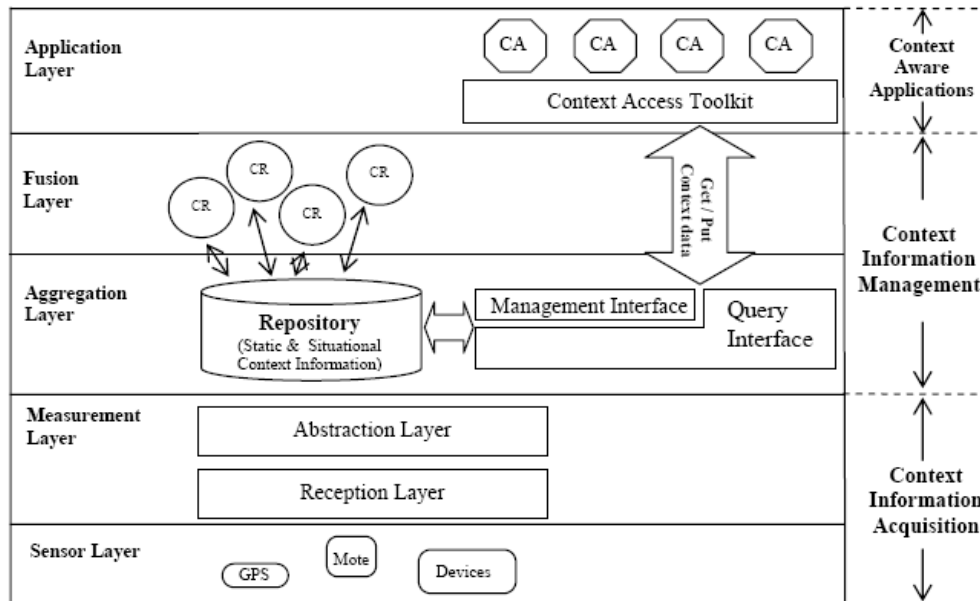 Application
Layer
CA CA CA CA
Context Access Toolkit
Context
Aware
Applications
Fusion
Layer
CR
CR
CR
CR
Get / Put
Context data
Context
Information
Management
Aggregation
Layer
Repository
(Static & Situational
Context Information)
Management Interface
Query
Interface
Measurement
Layer
Abstraction Layer
Reception Layer
Context
Information
Acquisition
Sensor Layer
GPS
Mote
Devices